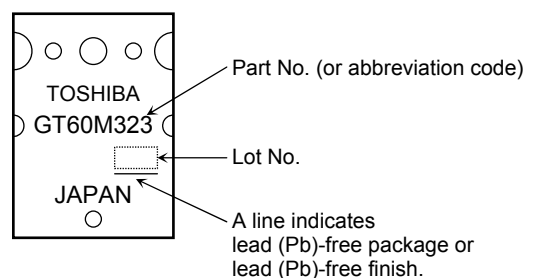 Part No. (or abbreviation code)
TOSHIBA
GT60M323
Lot No.
JAPAN
A line indicates
lead (Pb)-free package or
lead (Pb)-free finish.